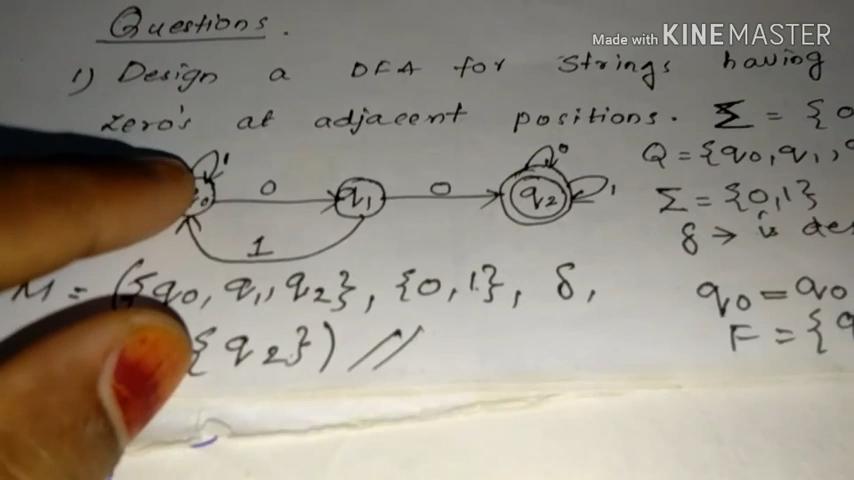 Questions.
Made with KINEMASTER
1) Design a DFA for strings having
zero's at adjacent positions. Σ = {0
1 0 q1 0 q2 0 1
1
Q = {q0, q1,
Σ = {0,1}
δ → is
M = ({q0, q1, q2}, {0,1}, δ,
{q2}) //
q0 = q0
F = {q